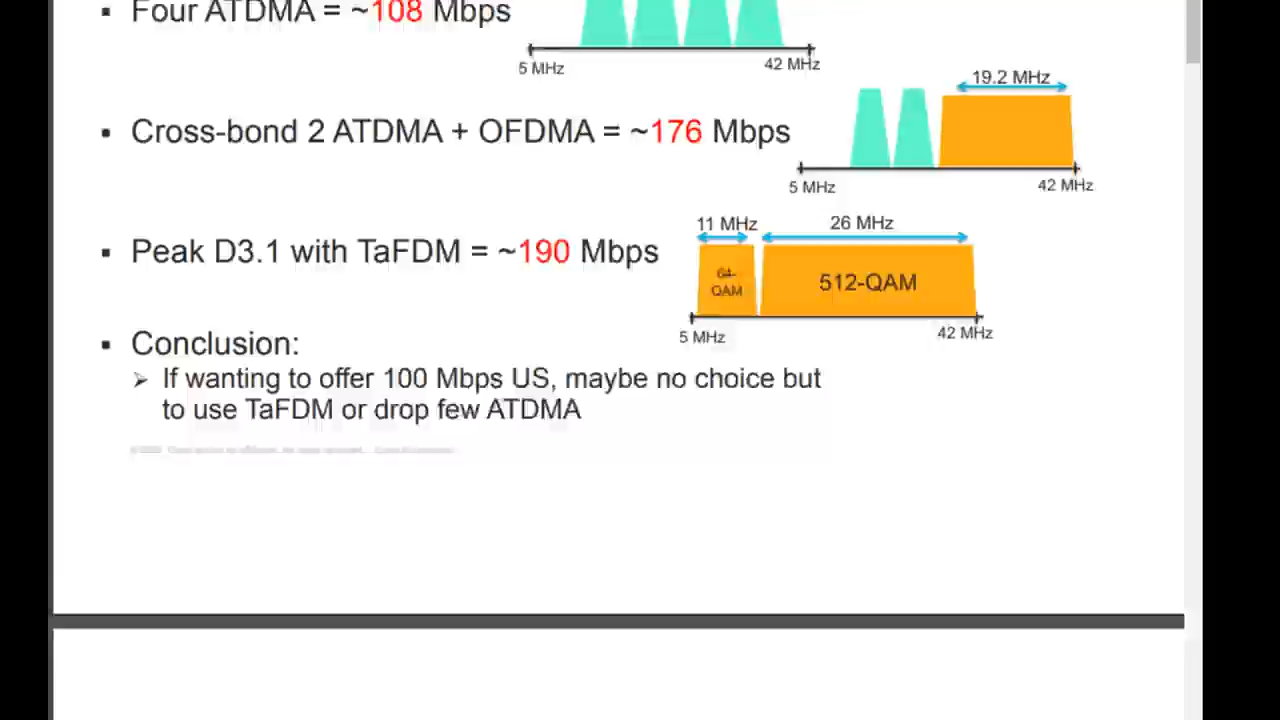 Four ATDMA = ~108 Mbps
5 MHz
42 MHz
19.2 MHz
Cross-bond 2 ATDMA + OFDMA = ~176 Mbps
5 MHz
42 MHz
11 MHz
26 MHz
Peak D3.1 with TaFDM = ~190 Mbps
64-
QAM
512-QAM
5 MHz
42 MHz
Conclusion:
If wanting to offer 100 Mbps US, maybe no choice but
to use TaFDM or drop few ATDMA